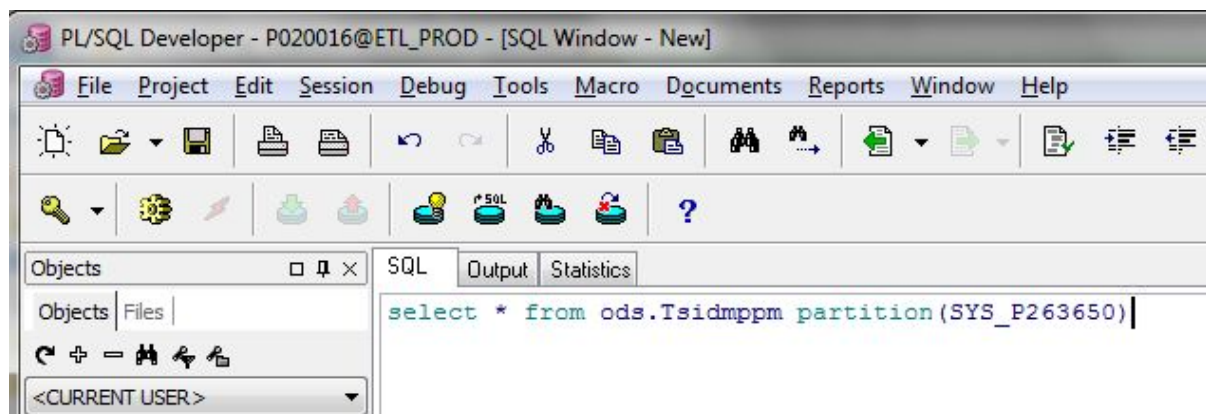 PL/SQL Developer - P020016@ETL_PROD - [SQL Window - New]
File Project Edit Session Debug Tools Macro Documents Reports Window Help
SQL
?
Objects
SQL Output Statistics
Objects Files
select * from ods.Tsidmppm partition(SYS_P263650)
<CURRENT USER>